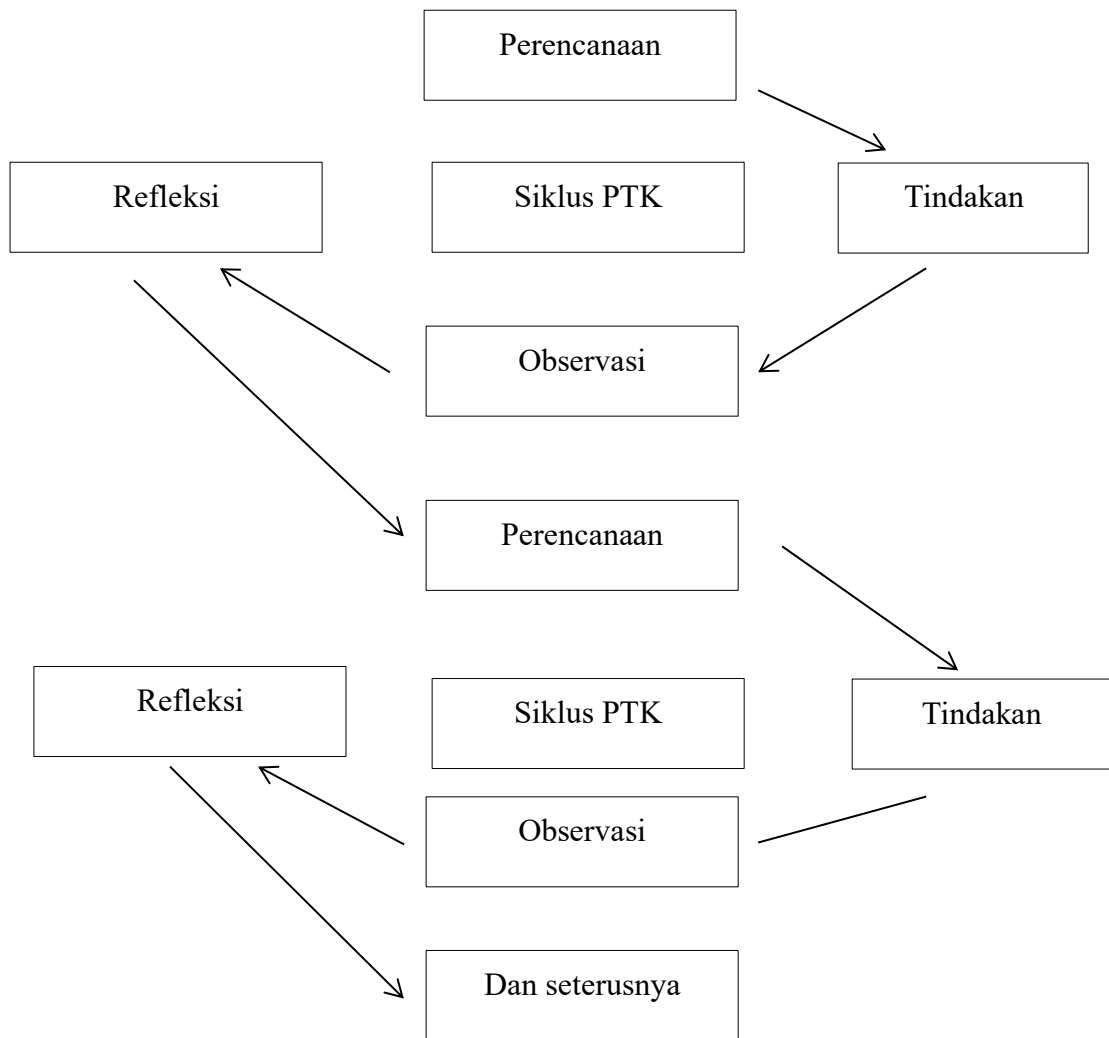 Perencanaan
Refleksi
Siklus PTK
Tindakan
Observasi
Perencanaan
Refleksi
Siklus PTK
Tindakan
Observasi
Dan seterusnya